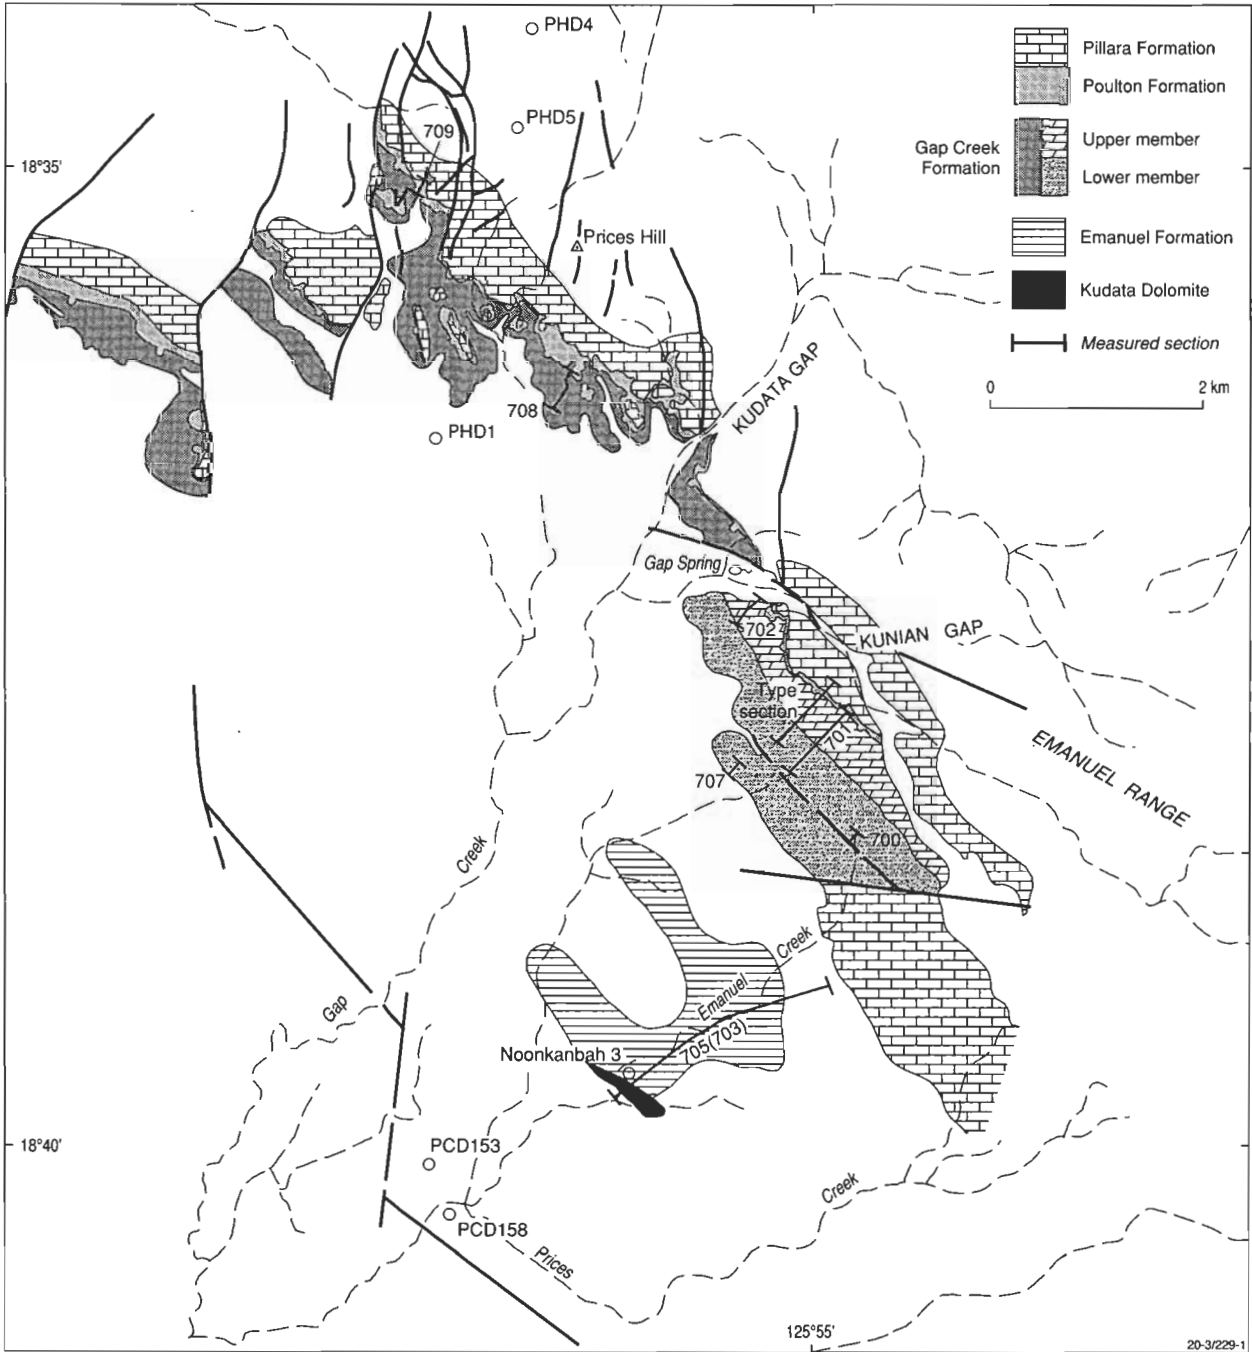 PHD4
Pillara Formation
Poulton Formation
PHD5
709
18°35'
Gap Creek
Formation
Upper member
Lower member
Prices Hill
Emanuel Formation
Kudata Dolomite
Measured section
0
2 km
KUDATA GAP
708
PHD1
Gap Spring
702
KUNIAN GAP
Type
section
701
EMANUEL RANGE
707
700
Creek
Creek
Emanuel
Gap
705(703)
Noonkanbah 3
18°40'
PCD153
Creek
PCD158
Prices
125°55'
20-3/229-1